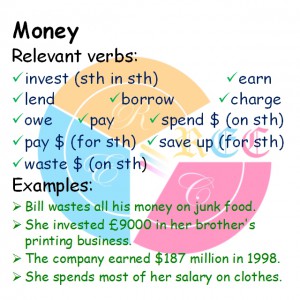 Money
Relevant verbs:
✓invest (sth in sth) ✓earn
✓lend ✓borrow ✓charge
✓owe ✓pay ✓spend $ (on sth)
✓pay $ (for sth) ✓save up (for sth)
✓waste $ (on sth)
Examples:
➢ Bill wastes all his money on junk food.
➢ She invested £9000 in her brother's
printing business.
➢ The company earned $187 million in 1998.
➢ She spends most of her salary on clothes.